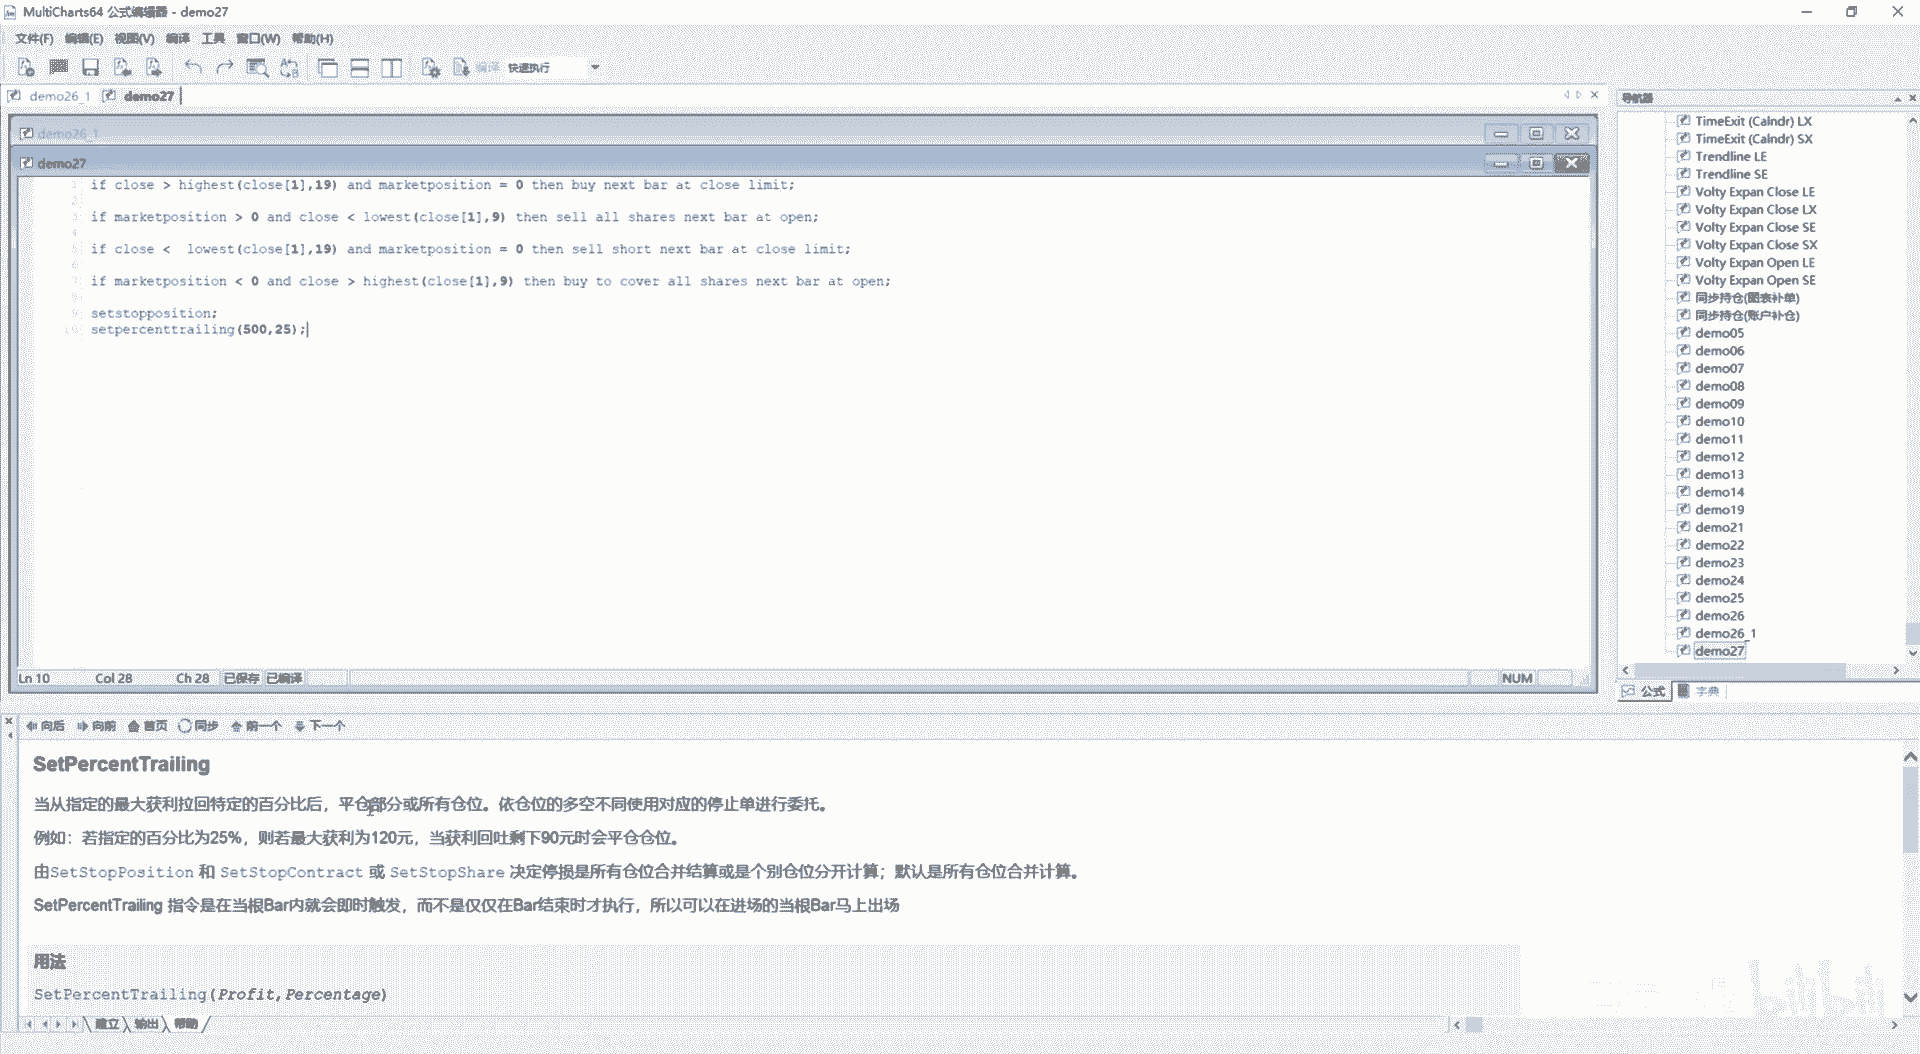 MultiCharts64 公式编辑器 - demo27
文件(F) 编辑(E) 视图(V) 编译 工具 窗口(W) 帮助(H)
编译 快速执行
demo26_1 demo27
导航器
demo26_1
demo27
1 if close > highest(close[1],19) and marketposition = 0 then buy next bar at close limit;
2
3 if marketposition > 0 and close < lowest(close[1],9) then sell all shares next bar at open;
4
5 if close <  lowest(close[1],19) and marketposition = 0 then sell short next bar at close limit;
6
7 if marketposition < 0 and close > highest(close[1],9) then buy to cover all shares next bar at open;
8
9 setstopposition;
10 setpercenttrailing(500,25);
Ln 10 Col 28 Ch 28 已保存 已编译 NUM
TimeExit (Calndr) LX
TimeExit (Calndr) SX
Trendline LE
Trendline SE
Volty Expan Close LE
Volty Expan Close LX
Volty Expan Close SE
Volty Expan Close SX
Volty Expan Open LE
Volty Expan Open SE
同步持仓(图表补单)
同步持仓(账户补仓)
demo05
demo06
demo07
demo08
demo09
demo10
demo11
demo12
demo13
demo14
demo19
demo21
demo22
demo23
demo24
demo25
demo26
demo26_1
demo27
公式 字典
向后 向前 首页 同步 前一个 下一个
SetPercentTrailing
当从指定的最大获利拉回特定的百分比后，平仓部分或所有仓位。依仓位的多空不同使用对应的停止单进行委托。
例如：若指定的百分比为25%，则若最大获利为120元，当获利回吐剩下90元时会平仓仓位。
由SetStopPosition 和 SetStopContract 或 SetStopShare 决定停损是所有仓位合并结算或是个别仓位分开计算；默认是所有仓位合并计算。
SetPercentTrailing 指令是在当根Bar内就会即时触发，而不是仅仅在Bar结束时才执行，所以可以在进场的当根Bar马上出场
用法
SetPercentTrailing(Profit,Percentage)
建立 输出 帮助
bilibili